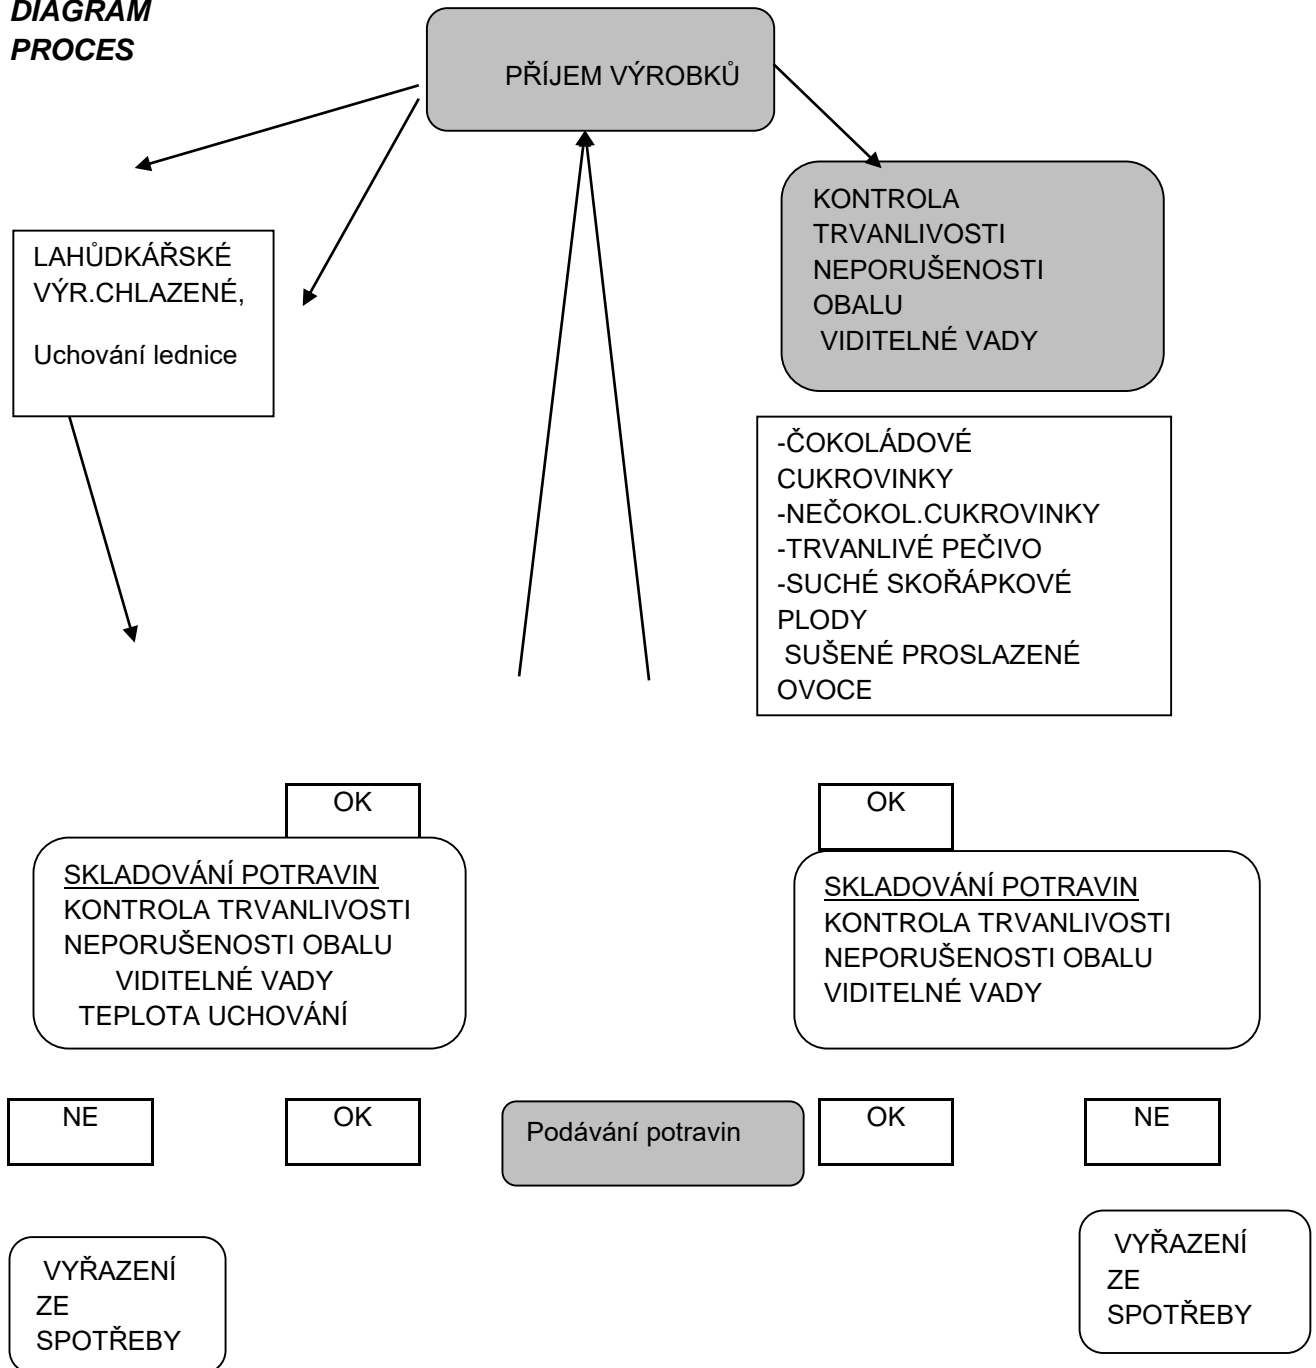 DIAGRAM
PROCES
PŘÍJEM VÝROBKŮ
KONTROLA
TRVANLIVOSTI
NEPORUŠENOSTI
OBALU
VIDITELNÉ VADY
LAHŮDKÁŘSKÉ
VÝR.CHLAZENÉ,
Uchování lednice
-ČOKOLÁDOVÉ
CUKROVINKY
-NEČOKOL.CUKROVINKY
-TRVANLIVÉ PEČIVO
-SUCHÉ SKOŘÁPKOVÉ
PLODY
SUŠENÉ PROSLAZENÉ
OVOCE
OK
OK
SKLADOVÁNÍ POTRAVIN
KONTROLA TRVANLIVOSTI
NEPORUŠENOSTI OBALU
VIDITELNÉ VADY
TEPLOTA UCHOVÁNÍ
SKLADOVÁNÍ POTRAVIN
KONTROLA TRVANLIVOSTI
NEPORUŠENOSTI OBALU
VIDITELNÉ VADY
NE
OK
Podávání potravin
OK
NE
VYŘAZENÍ
ZE
SPOTŘEBY
VYŘAZENÍ
ZE
SPOTŘEBY